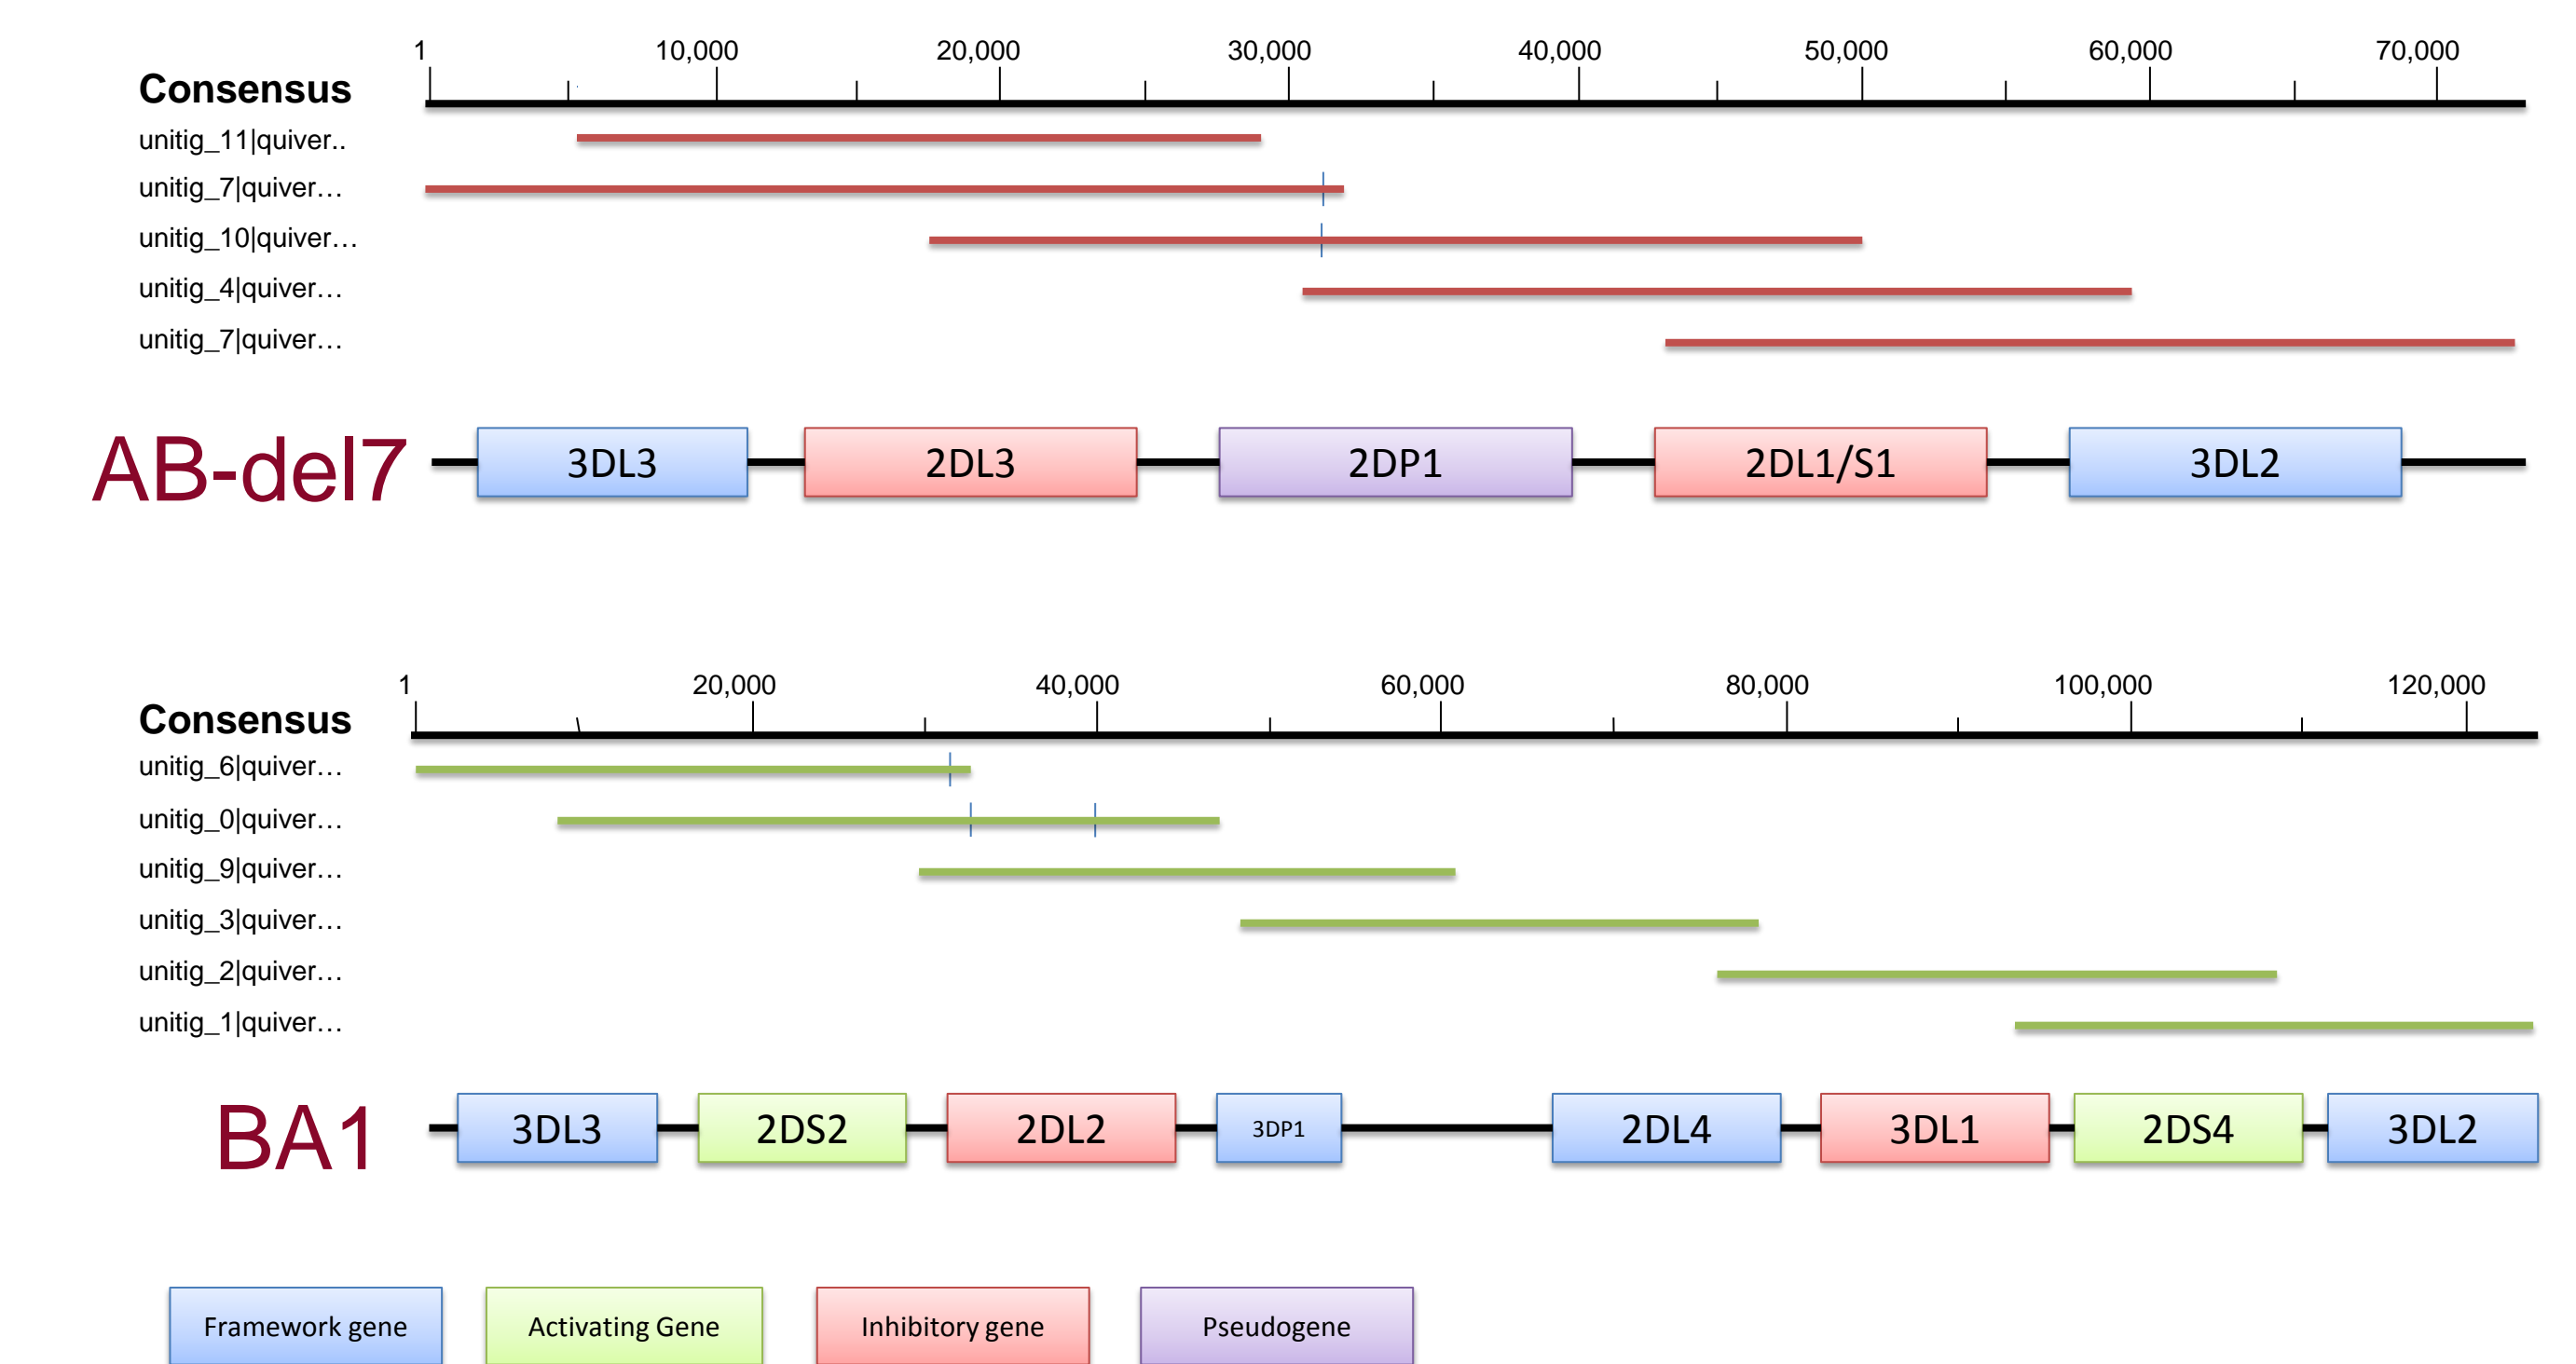 1 10,000 20,000 30,000 40,000 50,000 60,000 70,000
Consensus
unitig_11|quiver..
unitig_7|quiver…
unitig_10|quiver…
unitig_4|quiver…
unitig_7|quiver…
AB-del7 3DL3 2DL3 2DP1 2DL1/S1 3DL2
1 20,000 40,000 60,000 80,000 100,000 120,000
Consensus
unitig_6|quiver…
unitig_0|quiver…
unitig_9|quiver…
unitig_3|quiver…
unitig_2|quiver…
unitig_1|quiver…
BA1 3DL3 2DS2 2DL2 3DP1 2DL4 3DL1 2DS4 3DL2
Framework gene Activating Gene Inhibitory gene Pseudogene